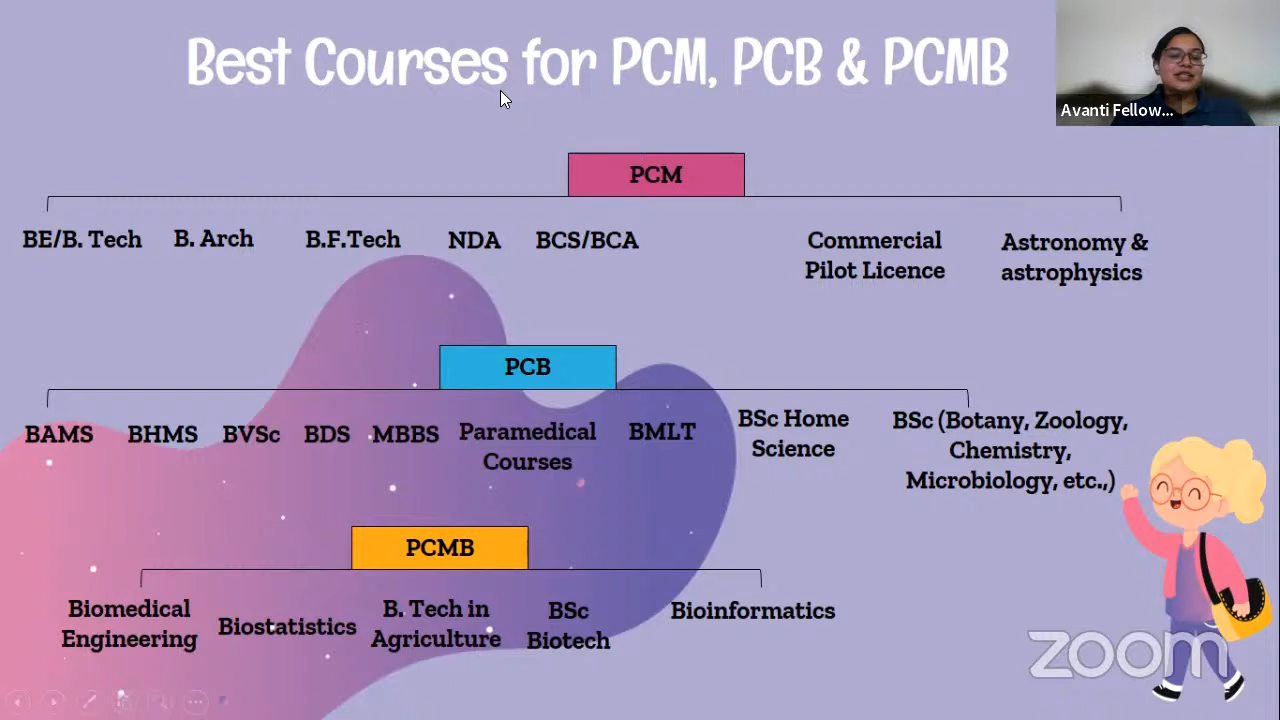 Best Courses for PCM, PCB & PCMB
Avanti Fellow...
PCM
BE/B. Tech
B. Arch
B.F.Tech
NDA
BCS/BCA
Commercial
Pilot Licence
Astronomy &
astrophysics
PCB
BAMS
BHMS
BVSc
BDS
MBBS
Paramedical
Courses
BMLT
BSc Home
Science
BSc (Botany, Zoology,
Chemistry,
Microbiology, etc.,)
PCMB
Biomedical
Engineering
Biostatistics
B. Tech in
Agriculture
BSc
Biotech
Bioinformatics
zoom